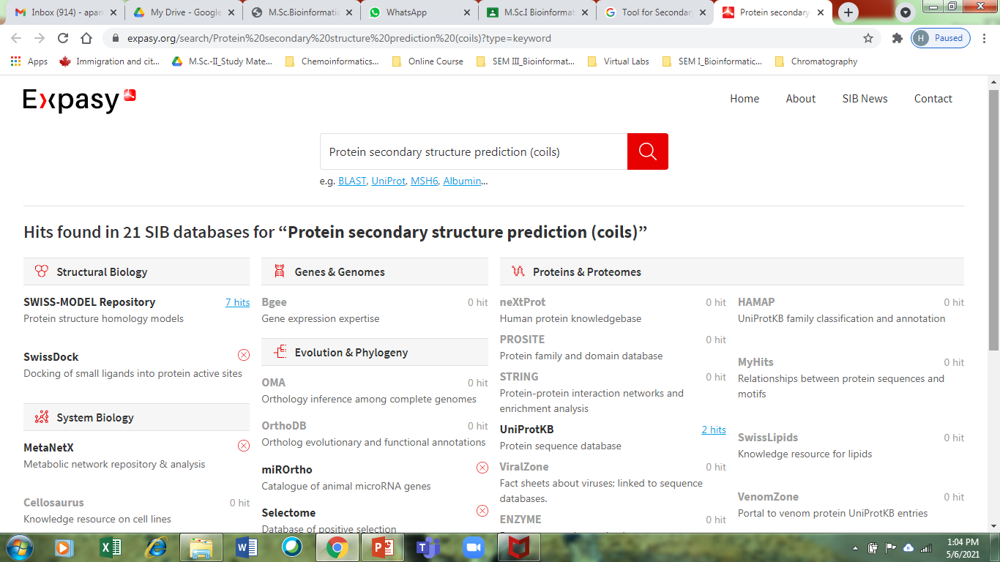 Inbox (914) - apar
My Drive - Google
M.Sc.Bioinformatic
WhatsApp
M.Sc.I Bioinformat
Tool for Secondary
Protein secondary
expasy.org/search/Protein%20secondary%20structure%20prediction%20(coils)?type=keyword
H Paused
Apps
Immigration and cit...
M.Sc.-II_Study Mate...
Chemoinformatics...
Online Course
SEM III_Bioinformat...
Virtual Labs
SEM I_Bioinformatic...
Chromatography
Expasy
Home
About
SIB News
Contact
Protein secondary structure prediction (coils)
e.g. BLAST, UniProt, MSH6, Albumin...
Hits found in 21 SIB databases for “Protein secondary structure prediction (coils)”
Structural Biology
SWISS-MODEL Repository 7 hits
Protein structure homology models
SwissDock
Docking of small ligands into protein active sites
System Biology
MetaNetX
Metabolic network repository & analysis
Cellosaurus 0 hit
Knowledge resource on cell lines
Genes & Genomes
Bgee 0 hit
Gene expression expertise
Evolution & Phylogeny
OMA 0 hit
Orthology inference among complete genomes
OrthoDB 0 hit
Ortholog evolutionary and functional annotations
miROrtho
Catalogue of animal microRNA genes
Selectome
Database of positive selection
Proteins & Proteomes
neXtProt 0 hit
Human protein knowledgebase
PROSITE 0 hit
Protein family and domain database
STRING 0 hit
Protein-protein interaction networks and
enrichment analysis
UniProtKB 2 hits
Protein sequence database
ViralZone 0 hit
Fact sheets about viruses; linked to sequence
databases.
ENZYME 0 hit
HAMAP 0 hit
UniProtKB family classification and annotation
MyHits 0 hit
Relationships between protein sequences and
motifs
SwissLipids 0 hit
Knowledge resource for lipids
VenomZone 0 hit
Portal to venom protein UniProtKB entries
1:04 PM
5/6/2021